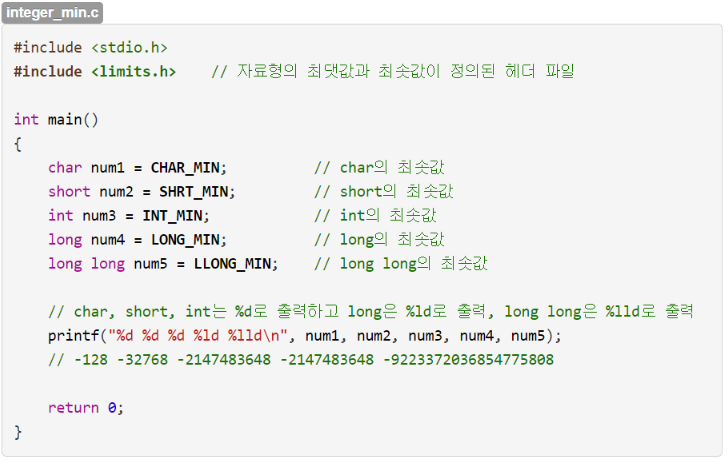 integer_min.c
#include <stdio.h>
#include <limits.h>    // 자료형의 최댓값과 최솟값이 정의된 헤더 파일
int main()
{
    char num1 = CHAR_MIN;          // char의 최솟값
    short num2 = SHRT_MIN;         // short의 최솟값
    int num3 = INT_MIN;            // int의 최솟값
    long num4 = LONG_MIN;          // long의 최솟값
    long long num5 = LLONG_MIN;    // long long의 최솟값
    // char, short, int는 %d로 출력하고 long은 %ld로 출력, long long은 %lld로 출력
    printf("%d %d %d %ld %lld\n", num1, num2, num3, num4, num5);
    // -128 -32768 -2147483648 -2147483648 -9223372036854775808
    return 0;
}